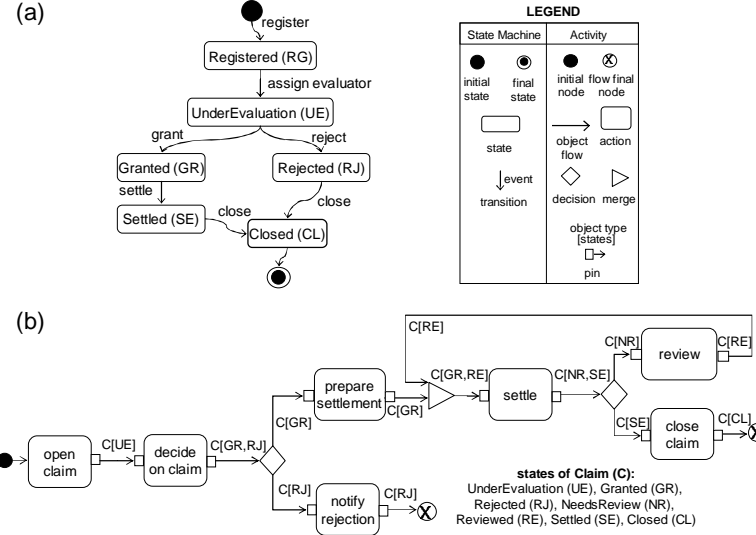 (a)
register
Registered (RG)
assign evaluator
UnderEvaluation (UE)
grant
reject
Granted (GR)
Rejected (RJ)
settle
close
close
Settled (SE)
Closed (CL)
LEGEND
State Machine
Activity
initial
state
final
state
initial
node
flow final
node
state
object
flow
action
event
transition
decision
merge
object type
[states]
pin
(b)
C[RE]
C[NR]
review
C[RE]
prepare
settlement
C[GR,RE]
settle
C[NR,SE]
C[GR]
C[GR]
C[SE]
close
claim
C[CL]
open
claim
C[UE]
decide
on claim
C[GR,RJ]
C[RJ]
notify
rejection
C[RJ]
X
X
X
states of Claim (C):
UnderEvaluation (UE), Granted (GR),
Rejected (RJ), NeedsReview (NR),
Reviewed (RE), Settled (SE), Closed (CL)